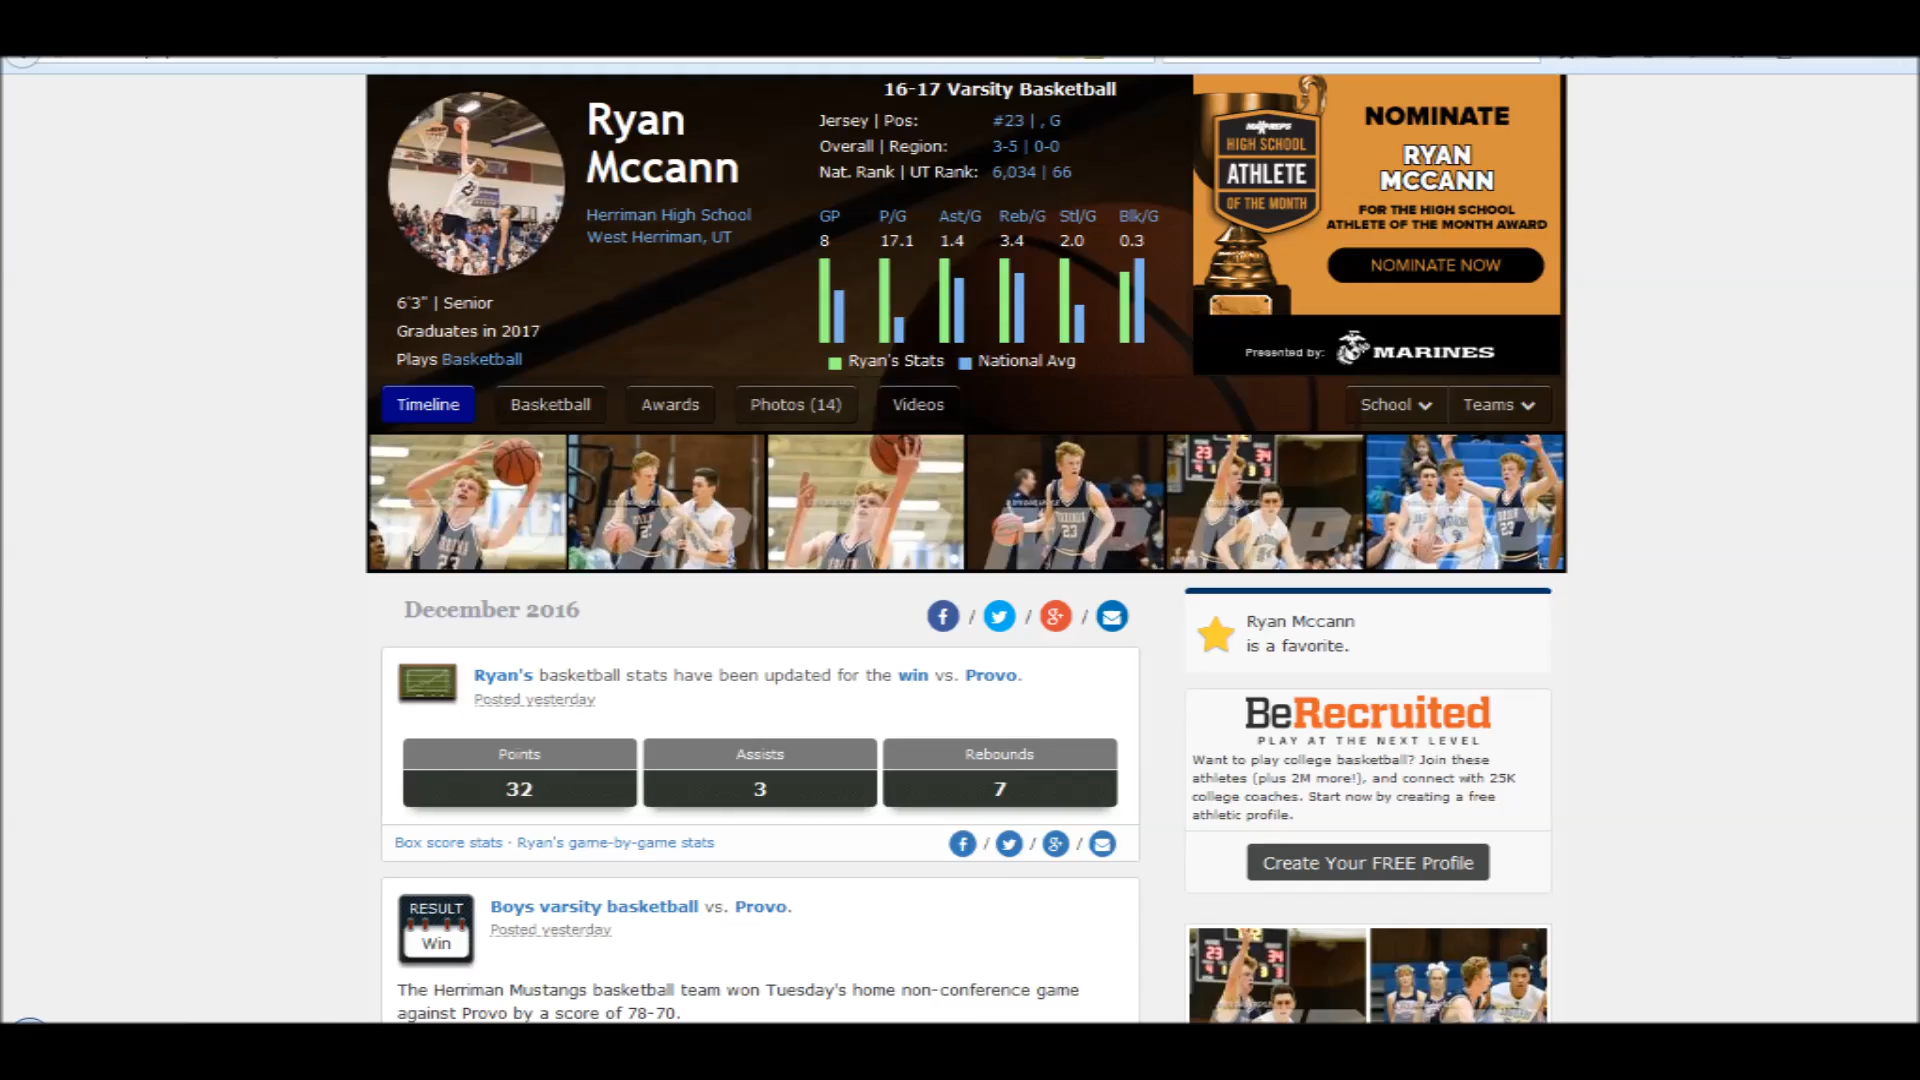 16-17 Varsity Basketball
Ryan
Mccann
Herriman High School
West Herriman, UT
6'3" | Senior
Graduates in 2017
Plays Basketball
Jersey | Pos: #23 | , G
Overall | Region: 3-5 | 0-0
Nat. Rank | UT Rank: 6,034 | 66
GP P/G Ast/G Reb/G Stl/G Blk/G
8 17.1 1.4 3.4 2.0 0.3
Ryan's Stats National Avg
MAXPREPS
HIGH SCHOOL
ATHLETE
OF THE MONTH
NOMINATE
RYAN
MCCANN
FOR THE HIGH SCHOOL
ATHLETE OF THE MONTH AWARD
NOMINATE NOW
Presented by: MARINES
Timeline Basketball Awards Photos (14) Videos School Teams
December 2016
Ryan's basketball stats have been updated for the win vs. Provo.
Posted yesterday
Points Assists Rebounds
32 3 7
Box score stats · Ryan's game-by-game stats
RESULT
Win
Boys varsity basketball vs. Provo.
Posted yesterday
The Herriman Mustangs basketball team won Tuesday's home non-conference game
against Provo by a score of 78-70.
Ryan Mccann
is a favorite.
BeRecruited
PLAY AT THE NEXT LEVEL
Want to play college basketball? Join these
athletes (plus 2M more!), and connect with 25K
college coaches. Start now by creating a free
athletic profile.
Create Your FREE Profile